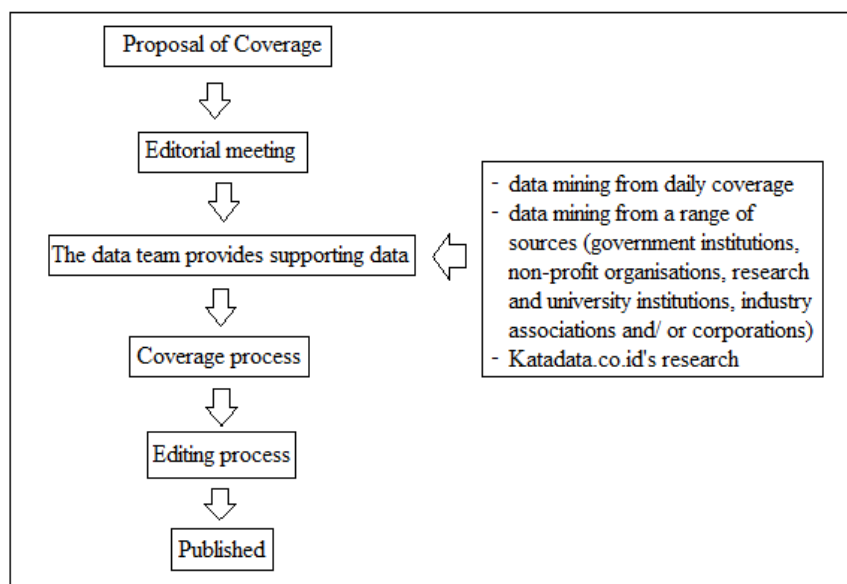 Proposal of Coverage
Editorial meeting
The data team provides supporting data
- data mining from daily coverage
- data mining from a range of
sources (government institutions,
non-profit organisations, research
and university institutions, industry
associations and/ or corporations)
- Katadata.co.id's research
Coverage process
Editing process
Published